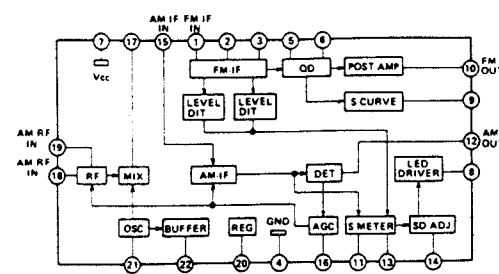 AM IF FM IF
IN IN
7 17 15 1 2 3 5 6
Vcc
FM-IF
QD
POST AMP
10
FM
OUT
LEVEL
DIT
LEVEL
DIT
S CURVE
9
AM RF
IN
19
12
AM
OUT
AM RF
IN
18
RF
MIX
AM-IF
DET
LED
DRIVER
8
OSC
BUFFER
REG
GND
AGC
S METER
SD ADJ
21 22 20 4 16 11 13 14